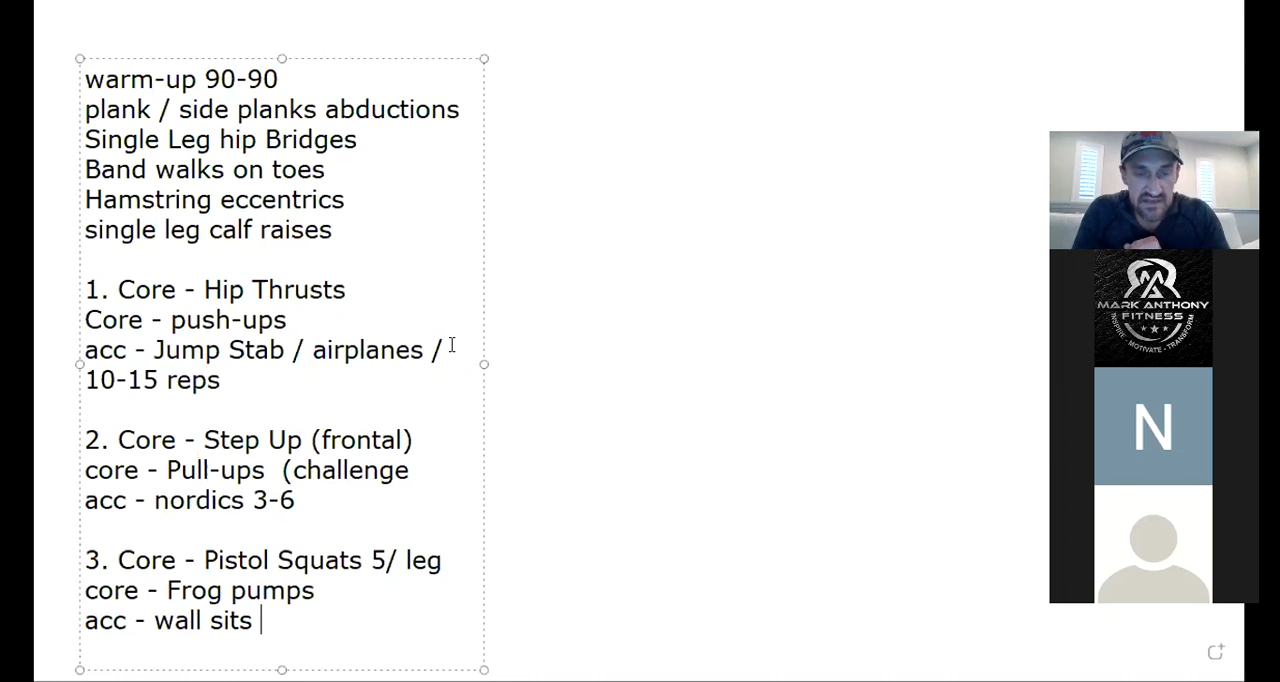 warm-up 90-90
plank / side planks abductions
Single Leg hip Bridges
Band walks on toes
Hamstring eccentrics
single leg calf raises
1. Core - Hip Thrusts
Core - push-ups
acc - Jump Stab / airplanes /
10-15 reps
2. Core - Step Up (frontal)
core - Pull-ups  (challenge
acc - nordics 3-6
3. Core - Pistol Squats 5/ leg
core - Frog pumps
acc - wall sits
MARK ANTHONY
FITNESS
INSPIRE - MOTIVATE - TRANSFORM
N